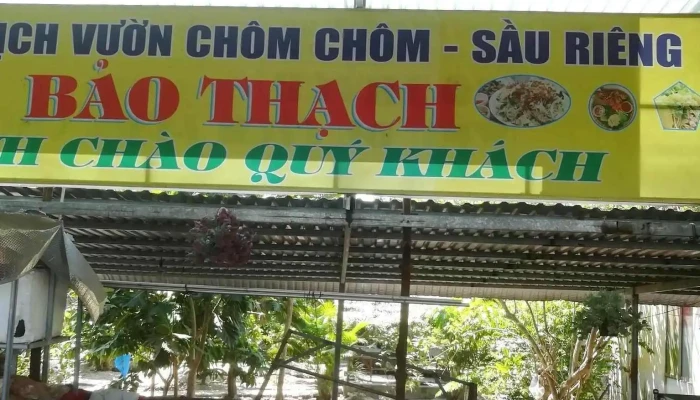 VƯỜN CHÔM CHÔM - SẦU RIÊNG
BẢO THẠCH
CHÀO QUÝ KHÁCH